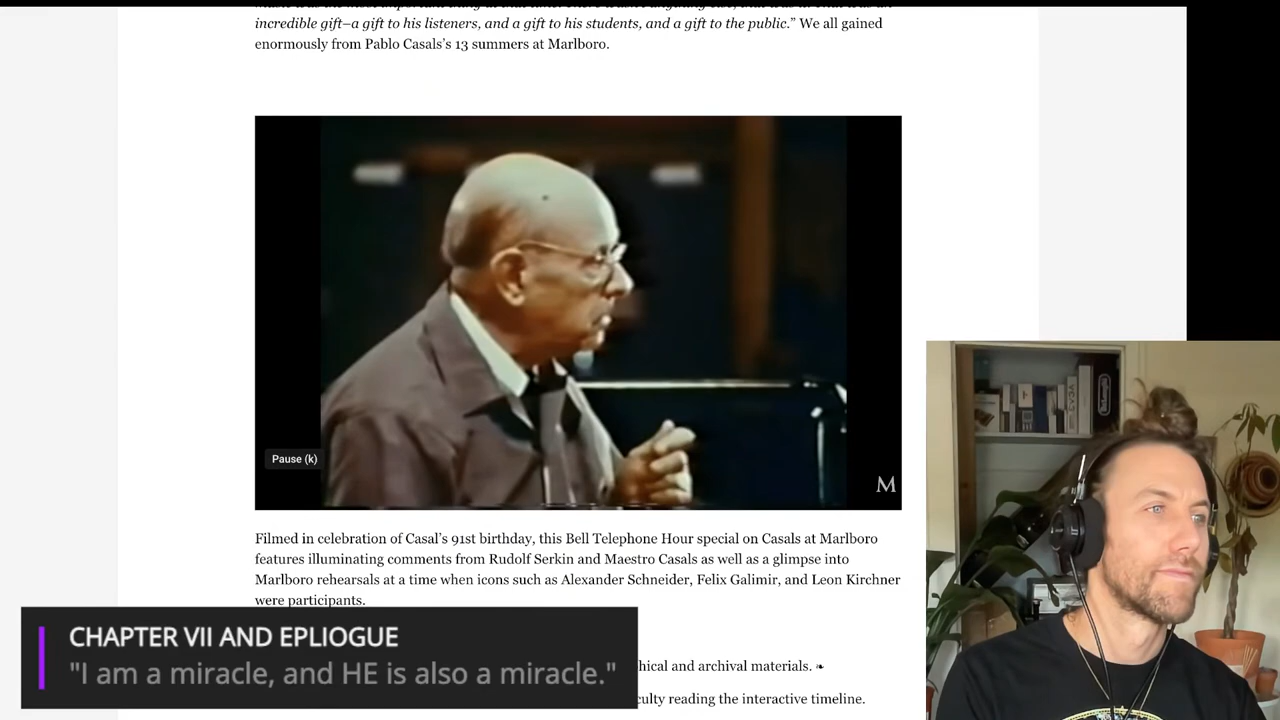 incredible gift–a gift to his listeners, and a gift to his students, and a gift to the public.” We all gained
enormously from Pablo Casals’s 13 summers at Marlboro.
Pause (k)
M
Filmed in celebration of Casal’s 91st birthday, this Bell Telephone Hour special on Casals at Marlboro
features illuminating comments from Rudolf Serkin and Maestro Casals as well as a glimpse into
Marlboro rehearsals at a time when icons such as Alexander Schneider, Felix Galimir, and Leon Kirchner
were participants.
CHAPTER VII AND EPLIOGUE
"I am a miracle, and HE is also a miracle."
hical and archival materials. ❧
culty reading the interactive timeline.